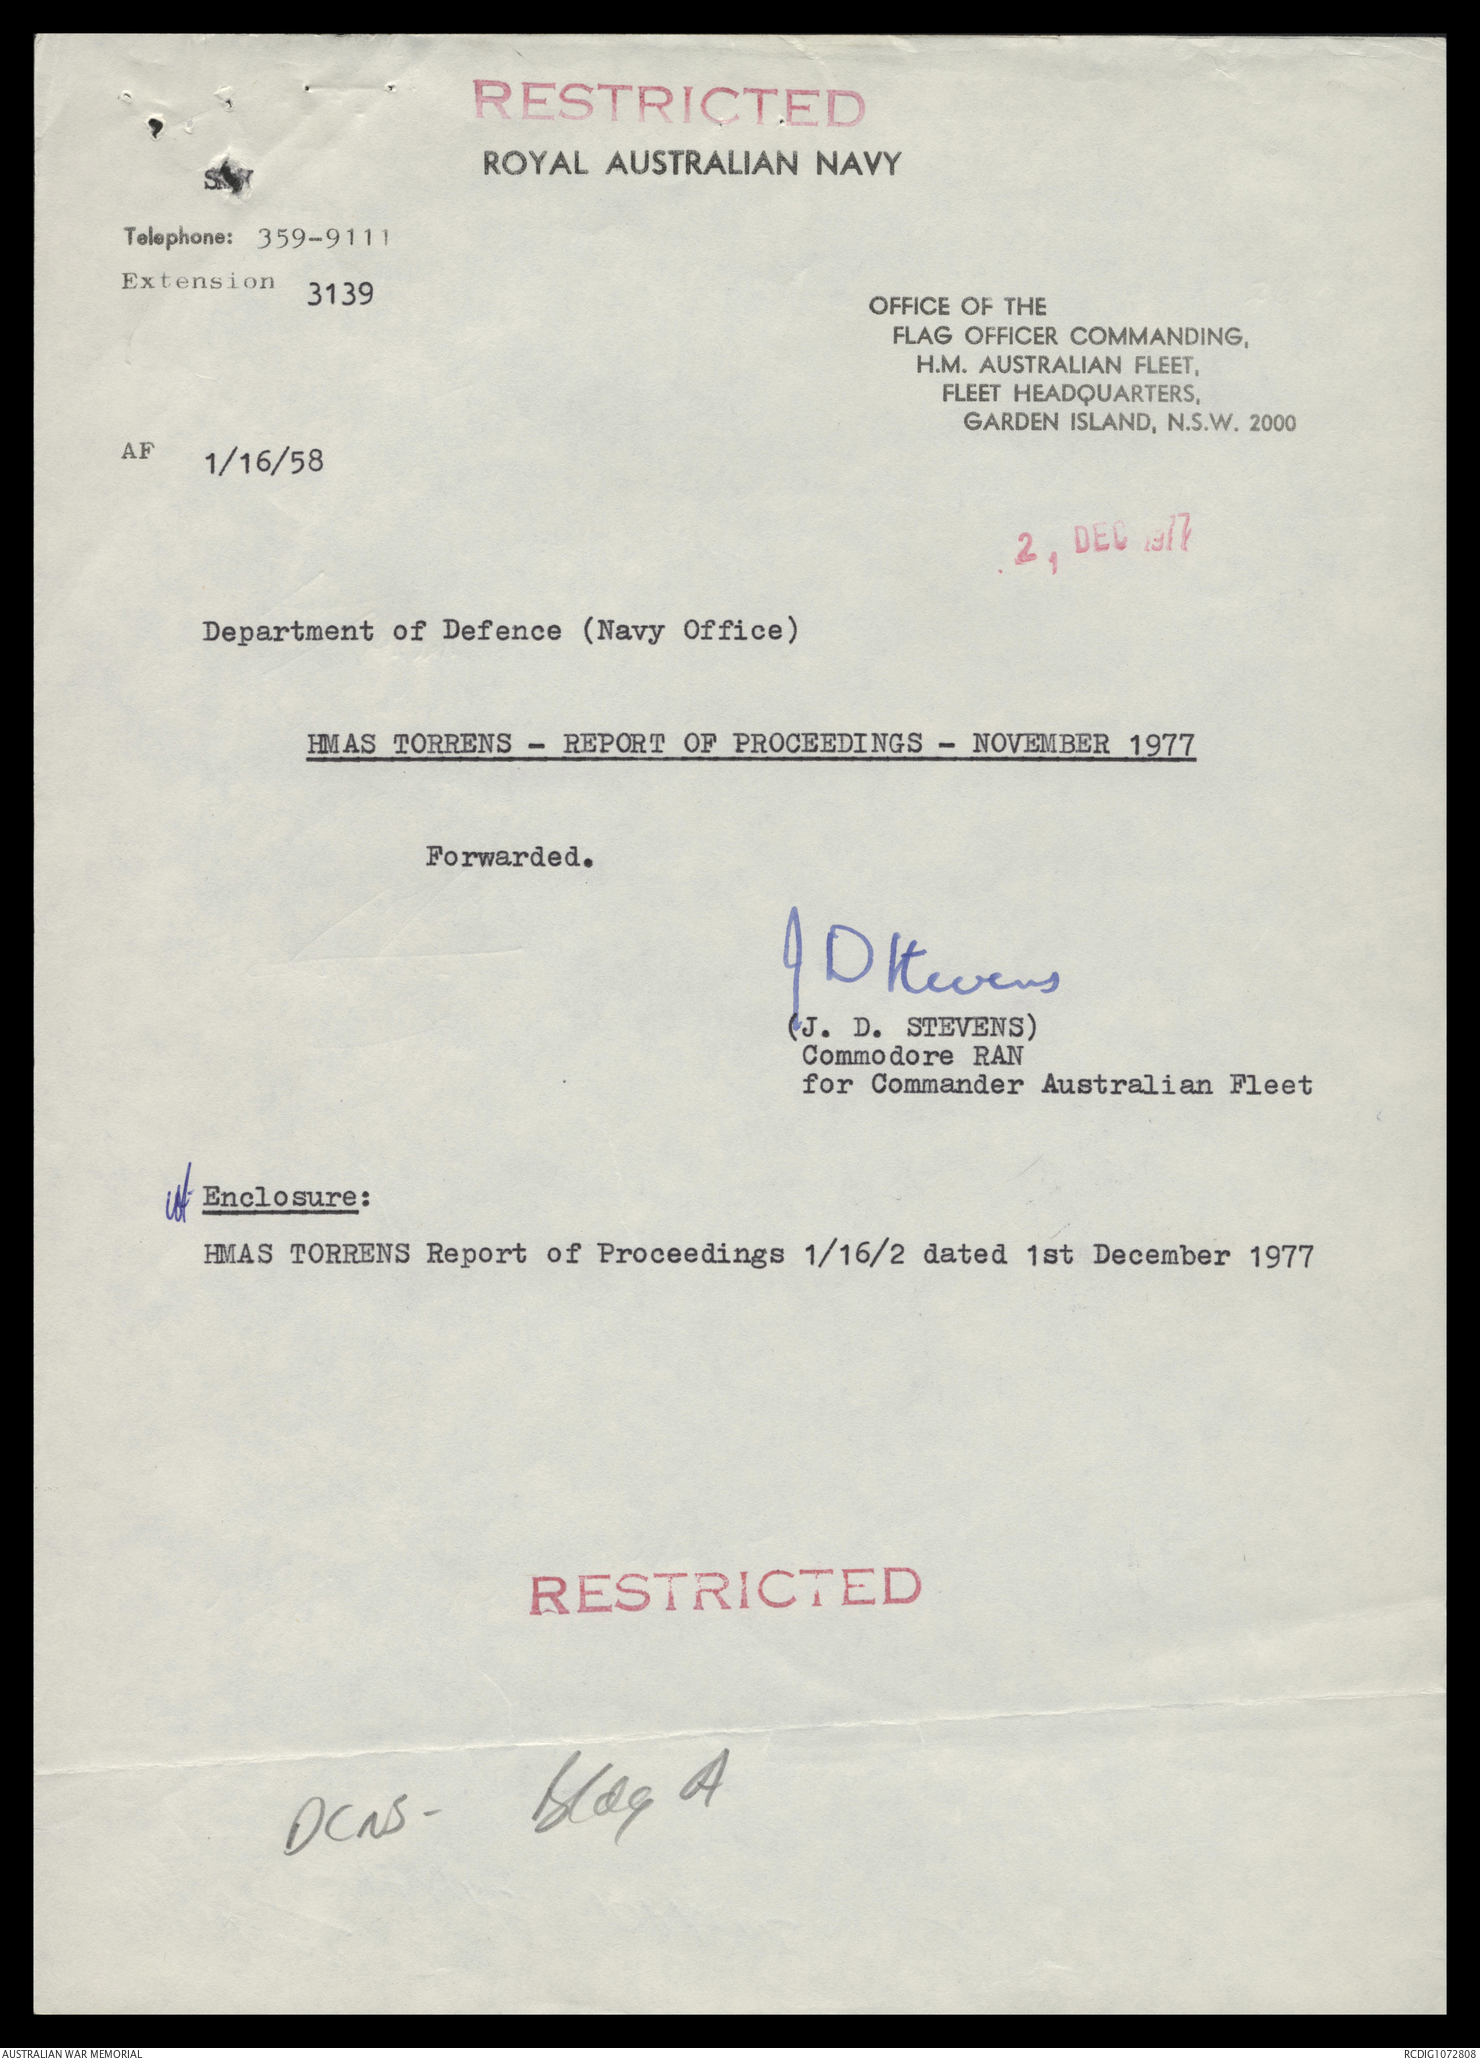 RESTRICTED
ROYAL AUSTRALIAN NAVY
Telephone: 359-9111
Extension 3139
OFFICE OF THE
FLAG OFFICER COMMANDING,
H.M. AUSTRALIAN FLEET,
FLEET HEADQUARTERS,
GARDEN ISLAND, N.S.W. 2000
AF 1/16/58
21 DEC 1977
Department of Defence (Navy Office)
HMAS TORRENS - REPORT OF PROCEEDINGS - NOVEMBER 1977
Forwarded.
J D Stevens
(J. D. STEVENS)
Commodore RAN
for Commander Australian Fleet
Enclosure:
HMAS TORRENS Report of Proceedings 1/16/2 dated 1st December 1977
RESTRICTED
DCNS - bldg A
AUSTRALIAN WAR MEMORIAL
RCDIG1072808